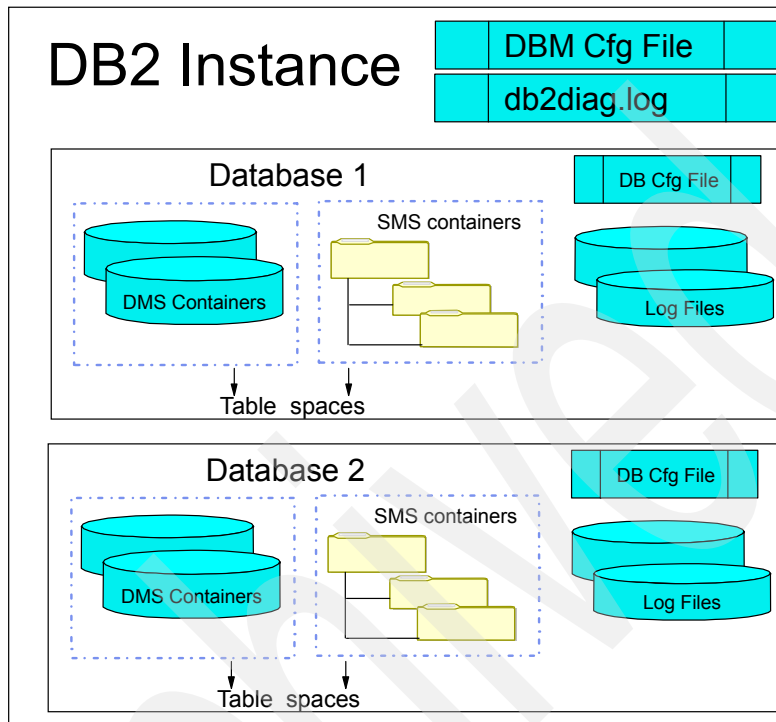 DB2 Instance
DBM Cfg File
db2diag.log
Database 1
DB Cfg File
SMS containers
DMS Containers
Log Files
Table spaces
Database 2
DB Cfg File
SMS containers
DMS Containers
Log Files
Table spaces